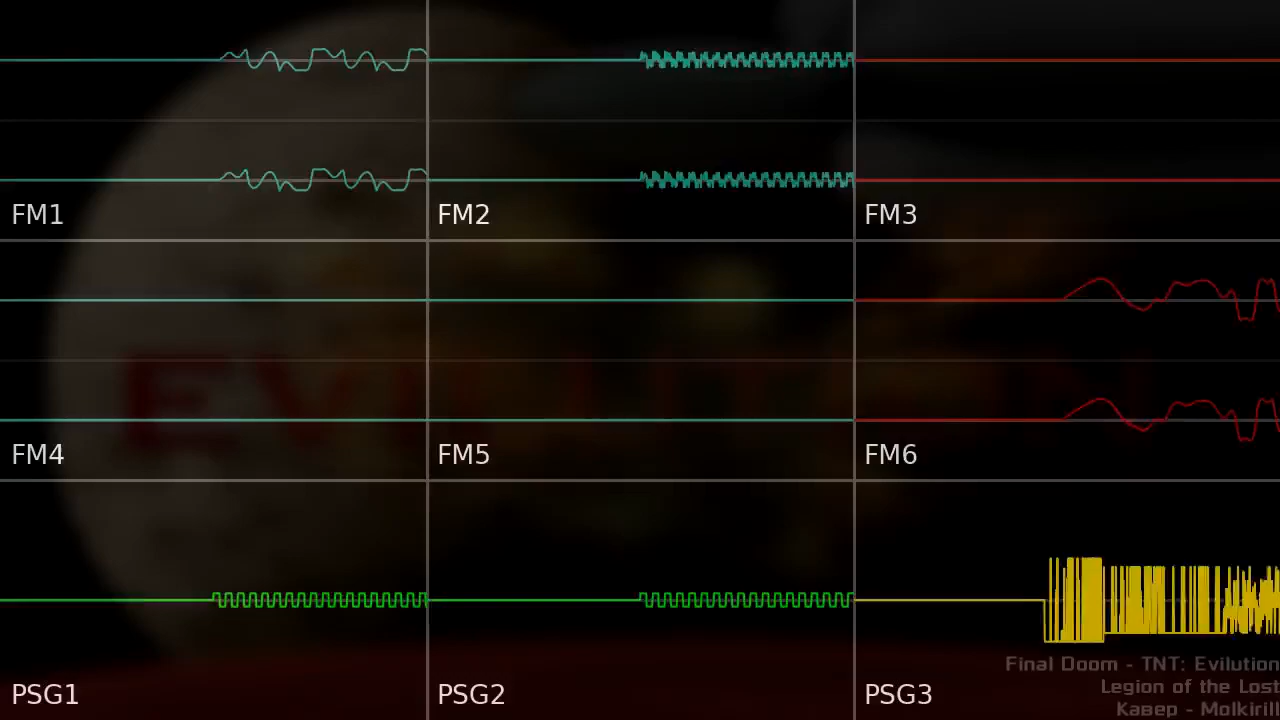 FM1
FM2
FM3
FM4
FM5
FM6
EVILUTION
PSG1
PSG2
PSG3
Final Doom - TNT: Evilution
Legion of the Lost
Кавер - Molkirill